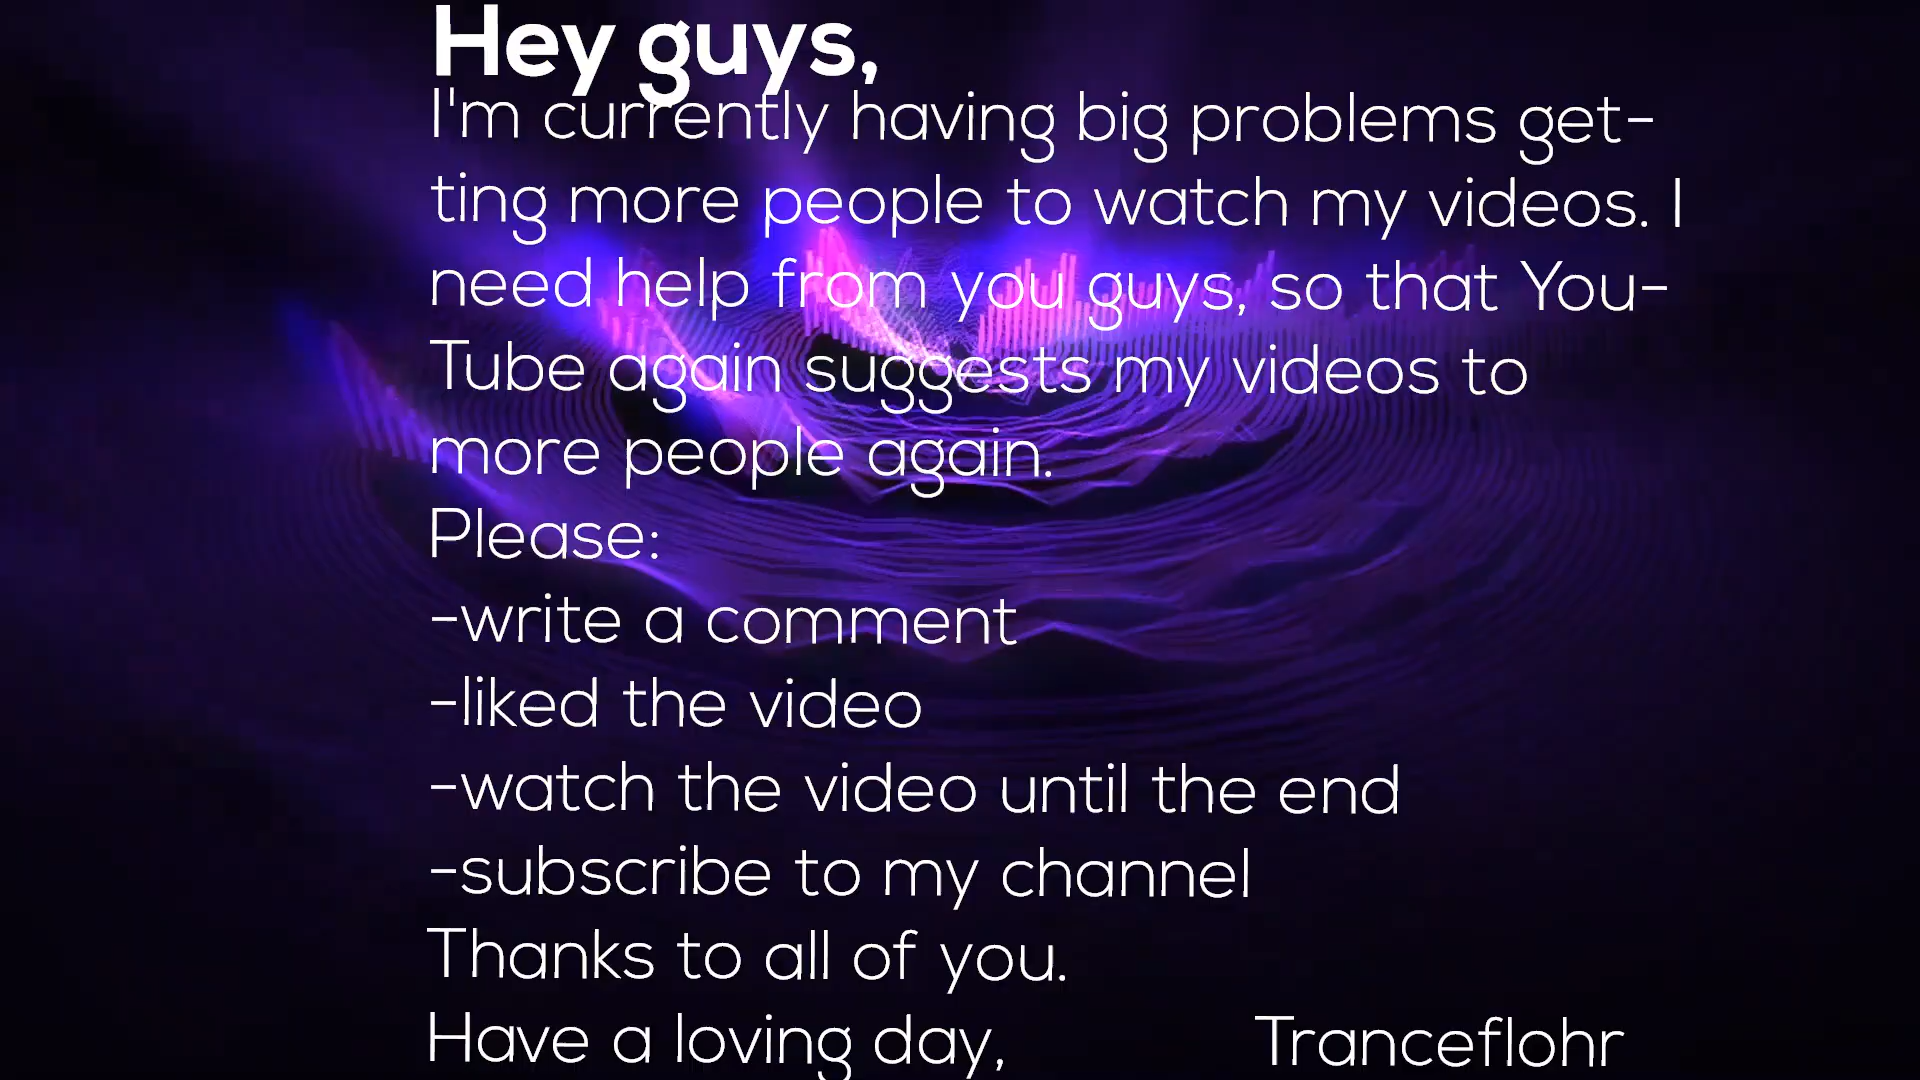 Hey guys,
I'm currently having big problems get-
ting more people to watch my videos. I
need help from you guys, so that You-
Tube again suggests my videos to
more people again.
Please:
-write a comment
-liked the video
-watch the video until the end
-subscribe to my channel
Thanks to all of you.
Have a loving day, Tranceflohr